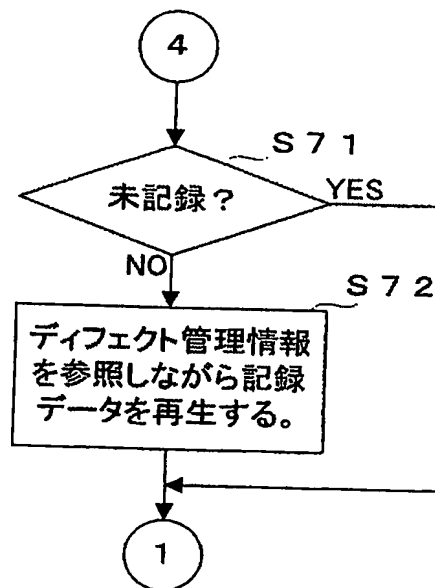 4
S71
未記録?
YES
NO
S72
ディフェクト管理情報
を参照しながら記録
データを再生する。
1